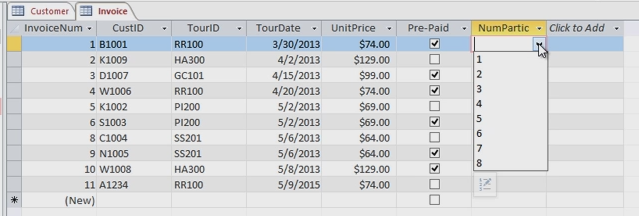 Customer Invoice
InvoiceNum CustID TourID TourDate UnitPrice Pre-Paid NumPartic Click to Add
1 B1001 RR100 3/30/2013 $74.00
2 K1009 HA300 4/2/2013 $129.00 1
3 D1007 GC101 4/15/2013 $99.00 2
4 W1006 RR100 4/20/2013 $74.00 3
5 K1002 PI200 5/2/2013 $69.00 4
6 S1003 PI200 5/2/2013 $69.00 5
8 C1004 SS201 5/6/2013 $64.00 6
9 N1005 SS201 5/6/2013 $64.00 7
10 W1008 HA300 5/8/2013 $129.00 8
11 A1234 RR100 5/9/2015 $74.00
(New)